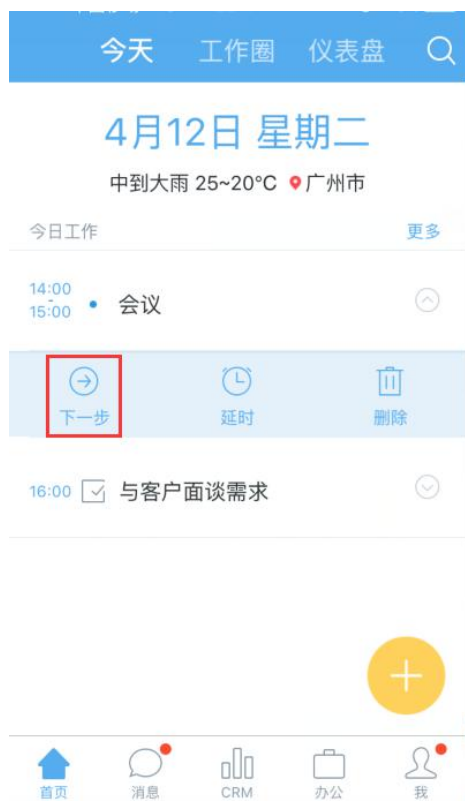 今天 工作圈 仪表盘
4月12日 星期二
中到大雨 25~20°C 广州市
今日工作 更多
14:00
-
15:00
会议
下一步 延时 删除
16:00 与客户面谈需求
首页 消息 CRM 办公 我